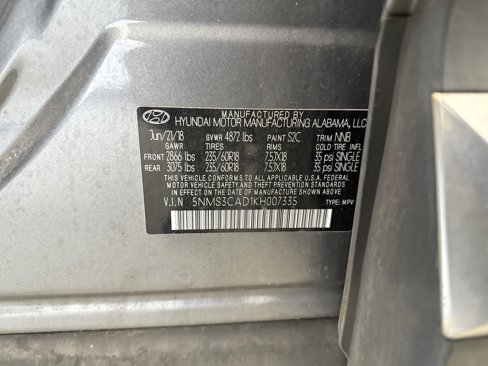 MANUFACTURED BY
HYUNDAI MOTOR MANUFACTURING ALABAMA, LLC
Jun/21/18 GVWR 4872 lbs PAINT S2C TRIM NNB
GAWR TIRES RIMS COLD TIRE INFL
FRONT 2866 lbs 235/60R18 7.5JX18 35 psi SINGLE
REAR 3075 lbs 235/60R18 7.5JX18 35 psi SINGLE
THIS VEHICLE CONFORMS TO ALL APPLICABLE U.S. FEDERAL MOTOR
VEHICLE SAFETY AND THEFT PREVENTION STANDARDS
IN EFFECT ON THE DATE OF MANUFACTURE SHOWN ABOVE.
V.I.N 5NMS3CAD1KH007335 TYPE: MPV